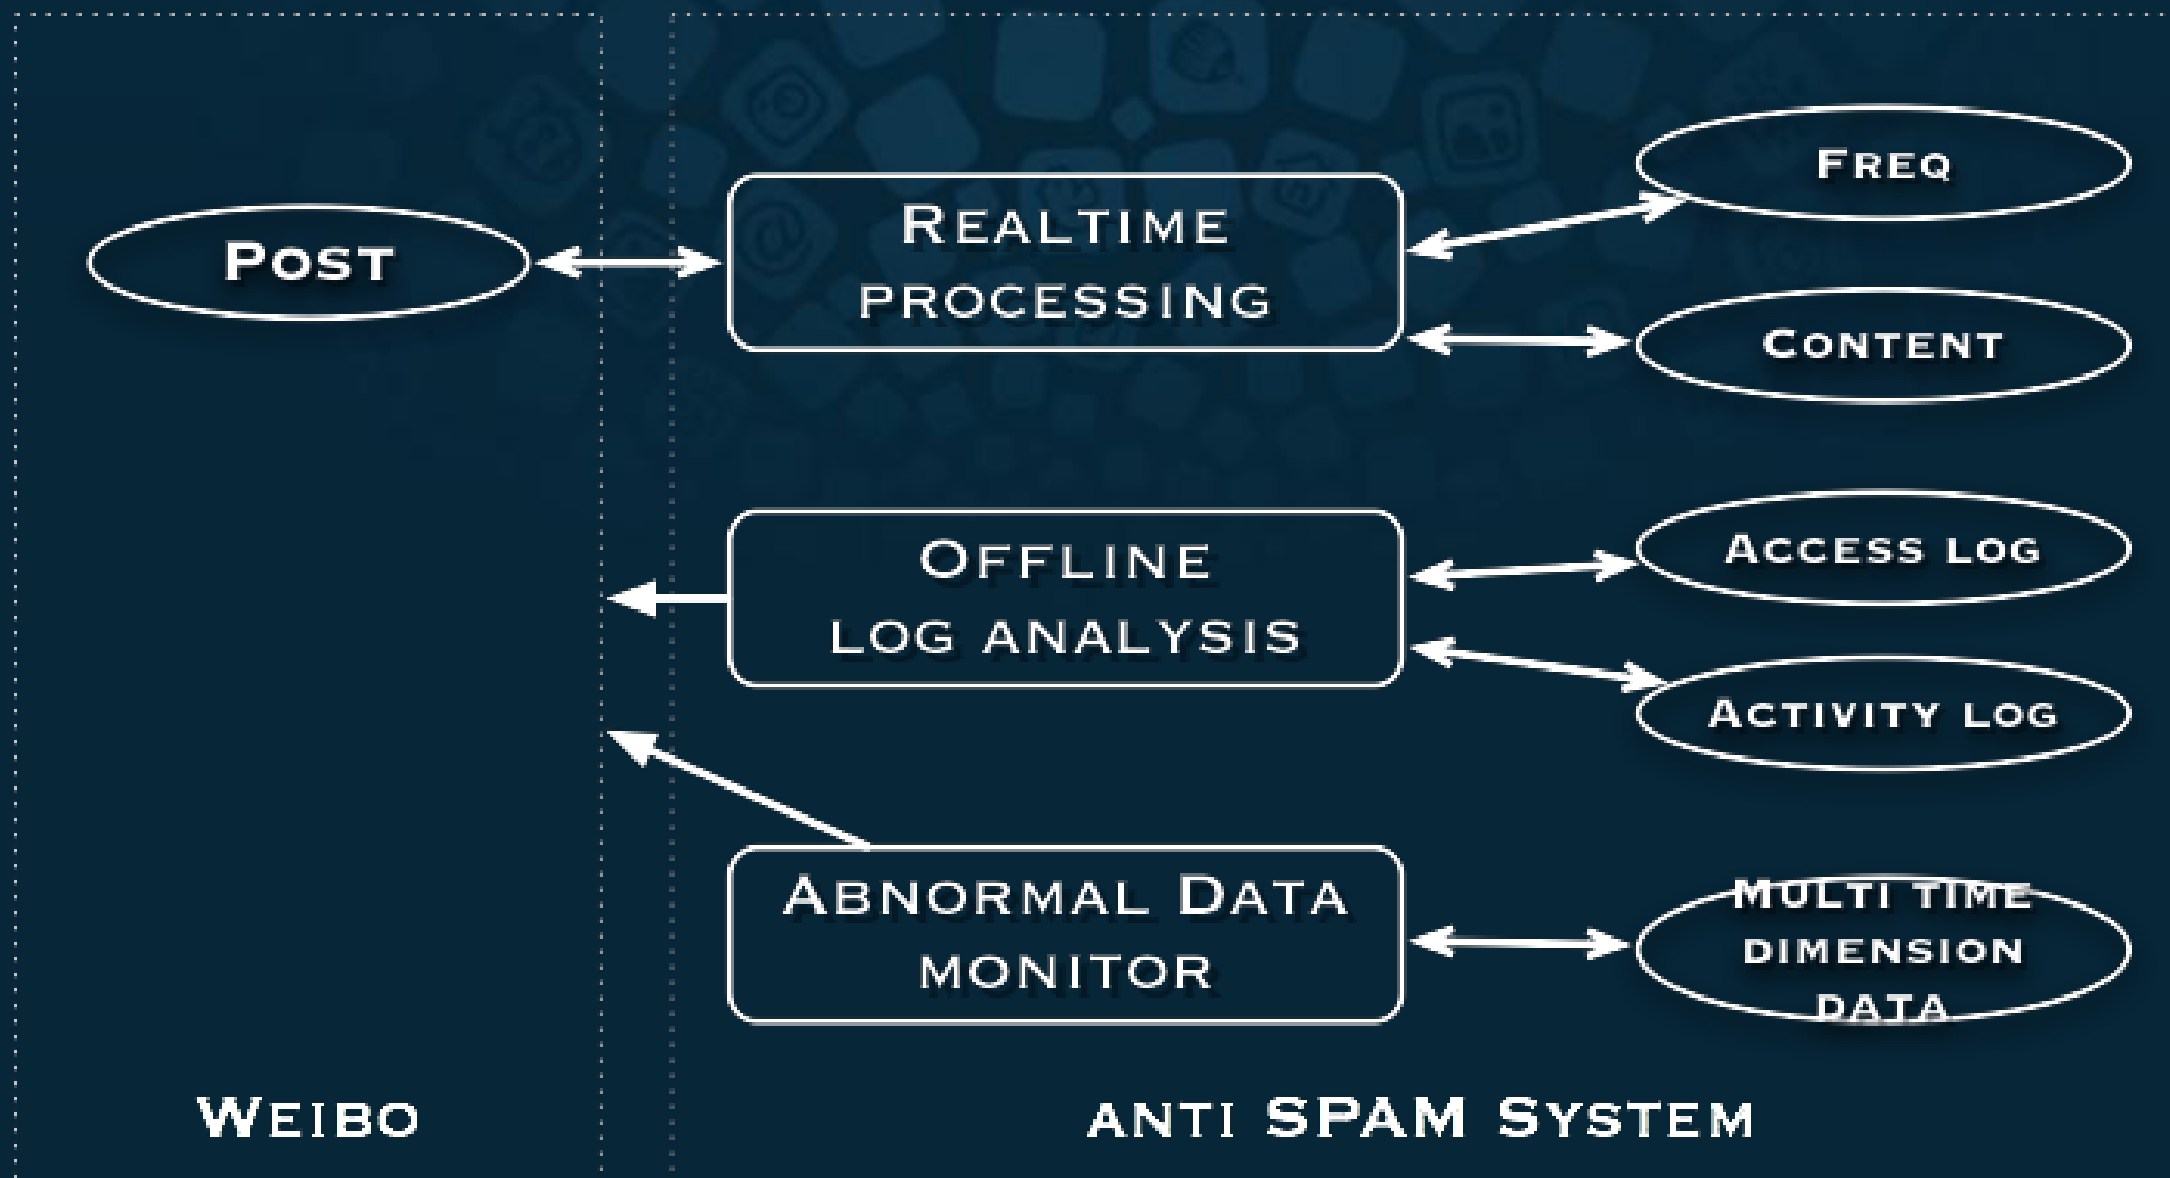 Post
Realtime
processing
Freq
Content
Offline
log analysis
Access log
Activity log
Abnormal Data
monitor
Multi time
dimension
data
Weibo
anti SPAM System